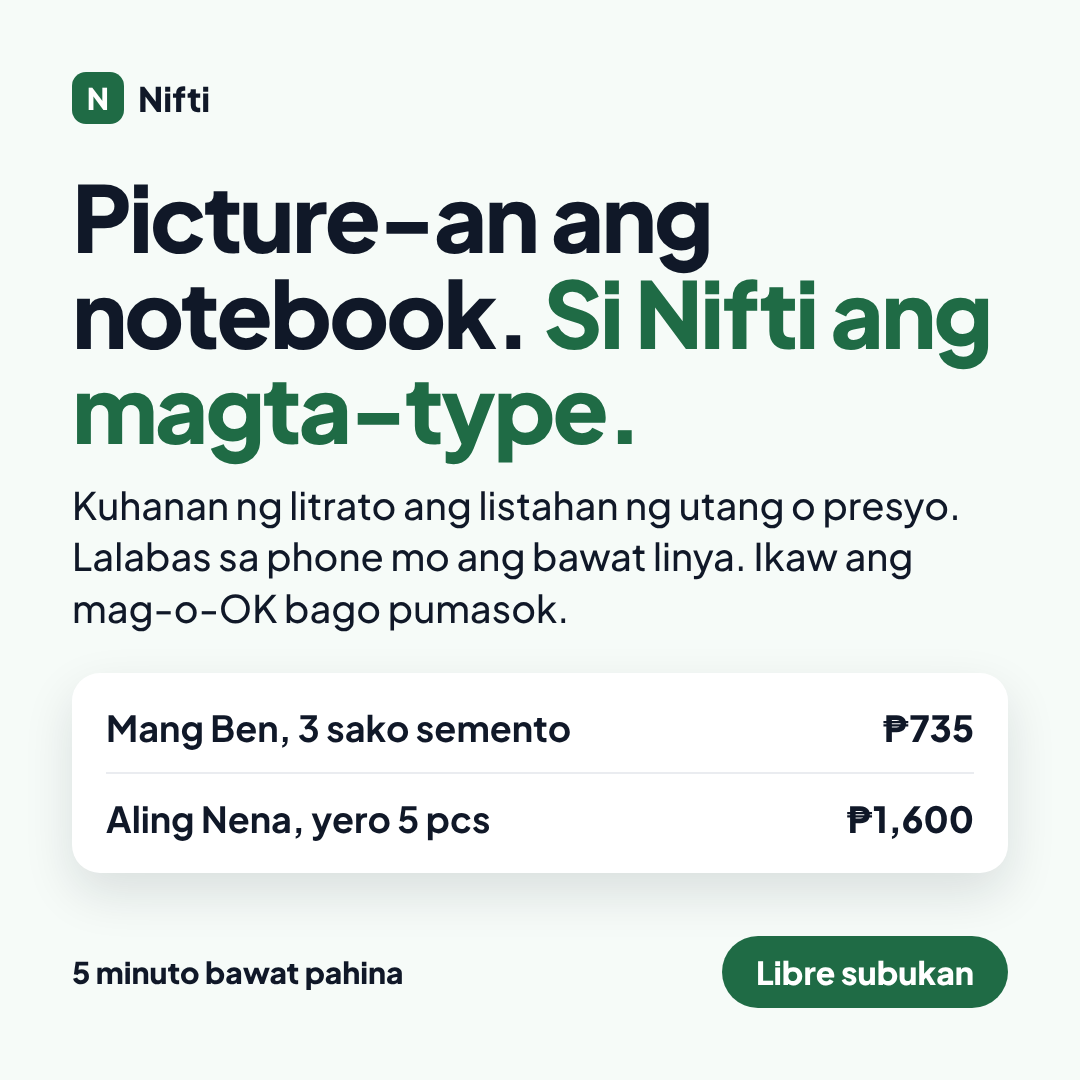 N Nifti
Picture-an ang
notebook. Si Nifti ang
magta-type.
Kuhanan ng litrato ang listahan ng utang o presyo.
Lalabas sa phone mo ang bawat linya. Ikaw ang
mag-o-OK bago pumasok.
Mang Ben, 3 sako semento ₱735
Aling Nena, yero 5 pcs ₱1,600
5 minuto bawat pahina Libre subukan